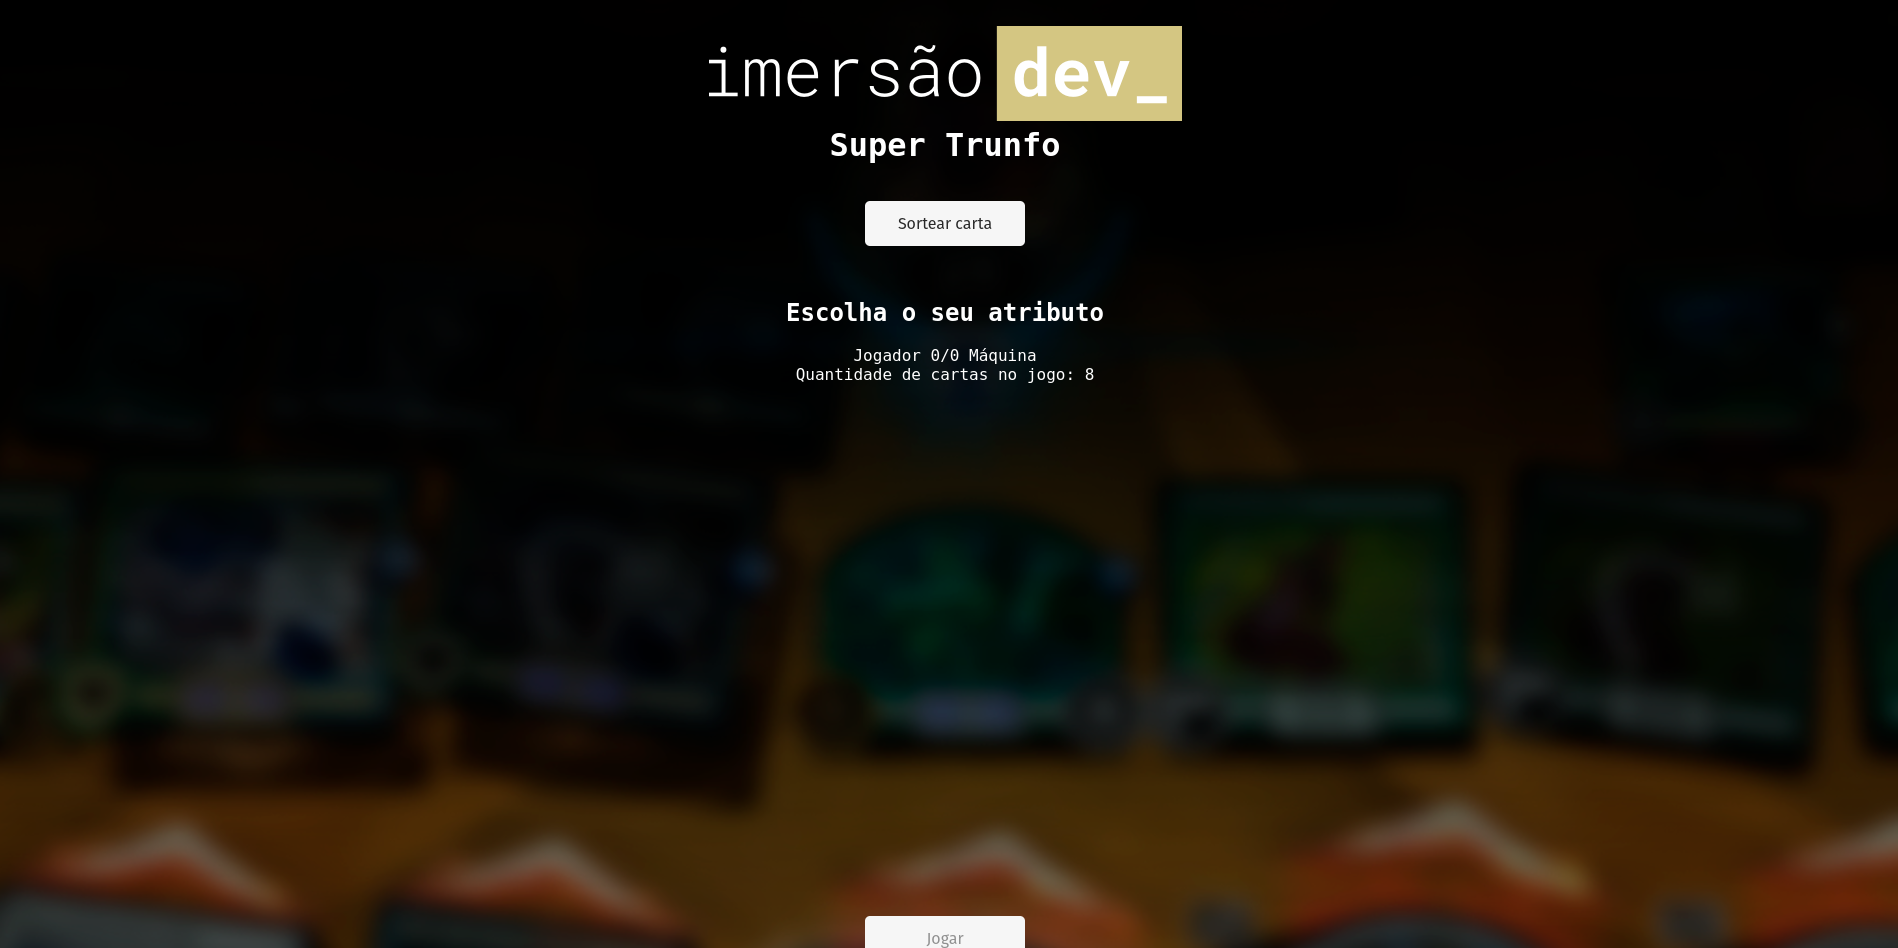 imersão dev_
Super Trunfo
Sortear carta
Escolha o seu atributo
Jogador 0/0 Máquina
Quantidade de cartas no jogo: 8
Jogar